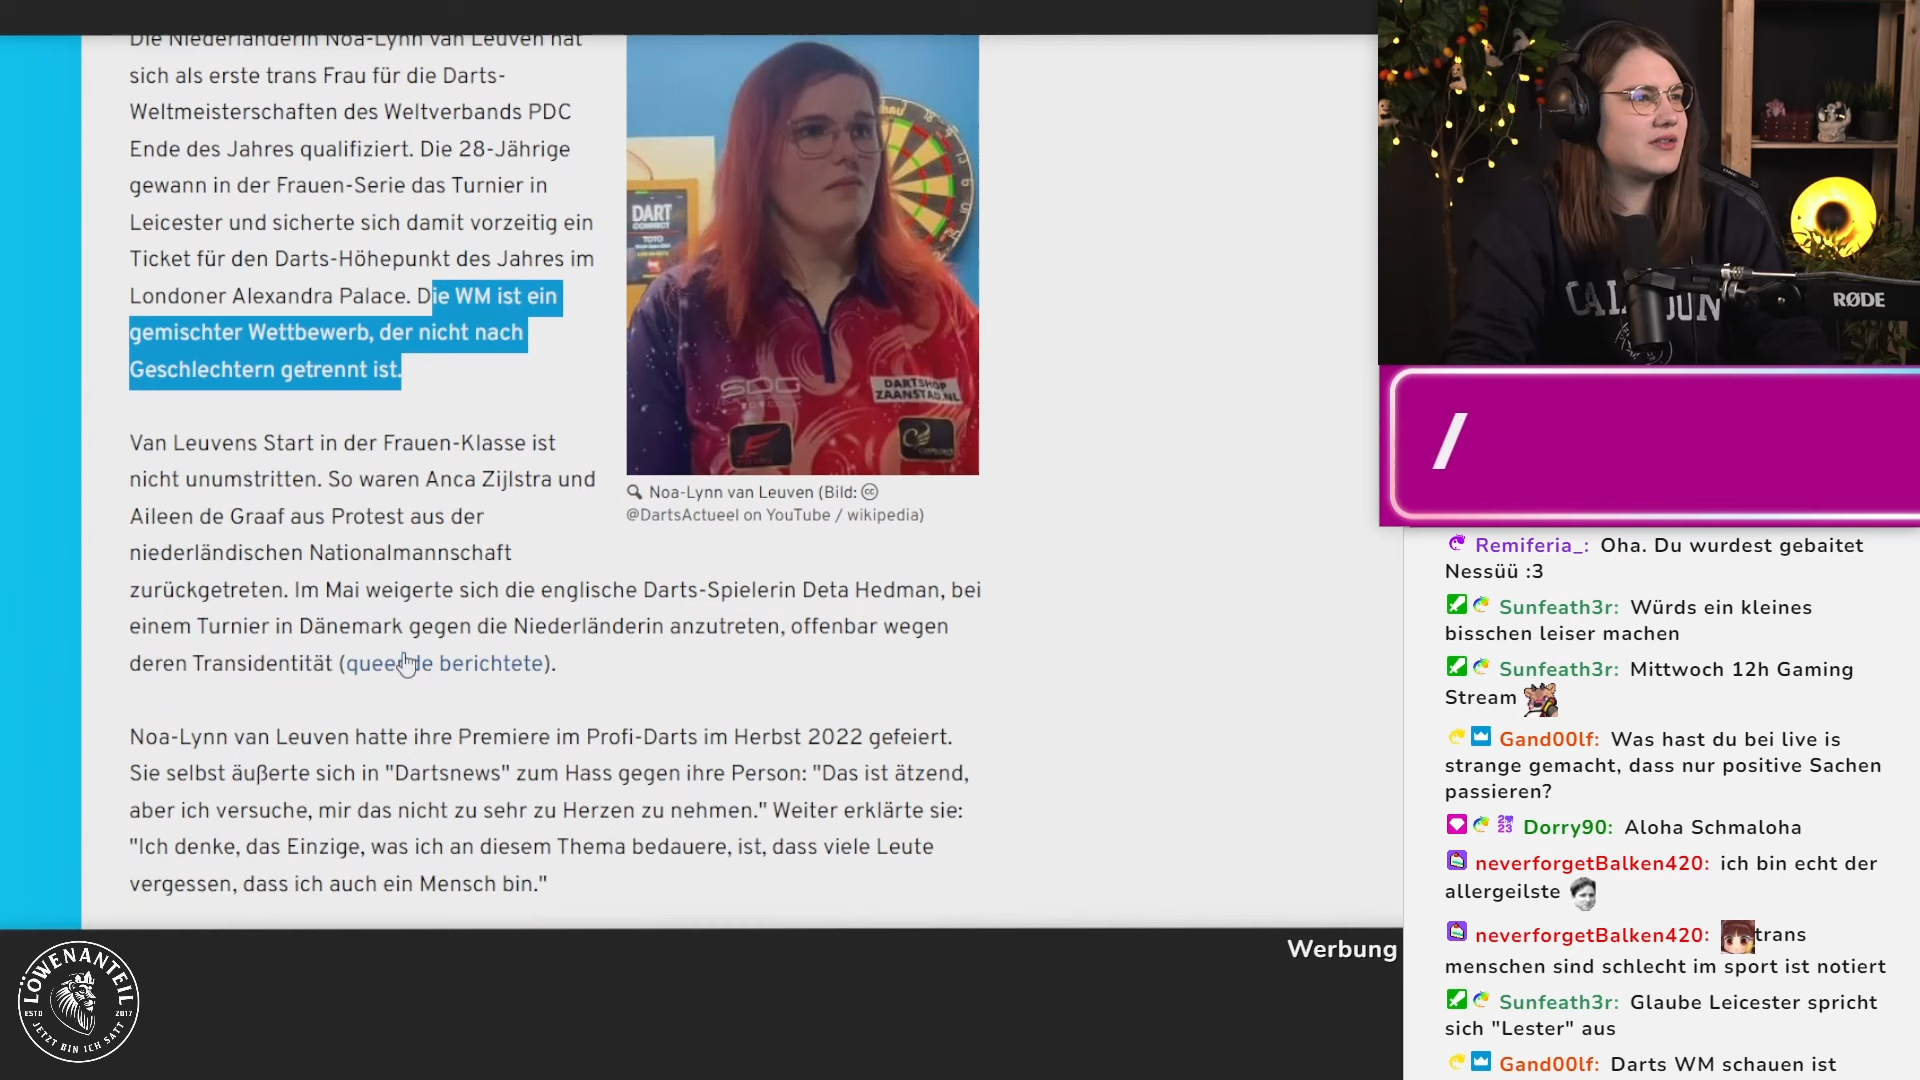 Die Niederländerin Noa-Lynn van Leuven hat
sich als erste trans Frau für die Darts-
Weltmeisterschaften des Weltverbands PDC
Ende des Jahres qualifiziert. Die 28-Jährige
gewann in der Frauen-Serie das Turnier in
Leicester und sicherte sich damit vorzeitig ein
Ticket für den Darts-Höhepunkt des Jahres im
Londoner Alexandra Palace. Die WM ist ein
gemischter Wettbewerb, der nicht nach
Geschlechtern getrennt ist.
Van Leuvens Start in der Frauen-Klasse ist
nicht unumstritten. So waren Anca Zijlstra und
Aileen de Graaf aus Protest aus der
niederländischen Nationalmannschaft
zurückgetreten. Im Mai weigerte sich die englische Darts-Spielerin Deta Hedman, bei
einem Turnier in Dänemark gegen die Niederländerin anzutreten, offenbar wegen
deren Transidentität (queer.de berichtete).
Noa-Lynn van Leuven hatte ihre Premiere im Profi-Darts im Herbst 2022 gefeiert.
Sie selbst äußerte sich in "Dartsnews" zum Hass gegen ihre Person: "Das ist ätzend,
aber ich versuche, mir das nicht zu sehr zu Herzen zu nehmen." Weiter erklärte sie:
"Ich denke, das Einzige, was ich an diesem Thema bedauere, ist, dass viele Leute
vergessen, dass ich auch ein Mensch bin."
DART
CONNECT
TOTO
SDG
DARTSHOP
ZAANSTAD.NL
Noa-Lynn van Leuven (Bild: cc
@DartsActueel on YouTube / wikipedia)
RØDE
/
Remiferia_: Oha. Du wurdest gebaitet
Nessüü :3
Sunfeath3r: Würds ein kleines
bisschen leiser machen
Sunfeath3r: Mittwoch 12h Gaming
Stream
Gand00lf: Was hast du bei live is
strange gemacht, dass nur positive Sachen
passieren?
Dorry90: Aloha Schmaloha
neverforgetBalken420: ich bin echt der
allergeilste
neverforgetBalken420: trans
menschen sind schlecht im sport ist notiert
Sunfeath3r: Glaube Leicester spricht
sich "Lester" aus
Gand00lf: Darts WM schauen ist
Werbung
LÖWENANTEIL
ESTD 2017
JETZT BIN ICH SATT